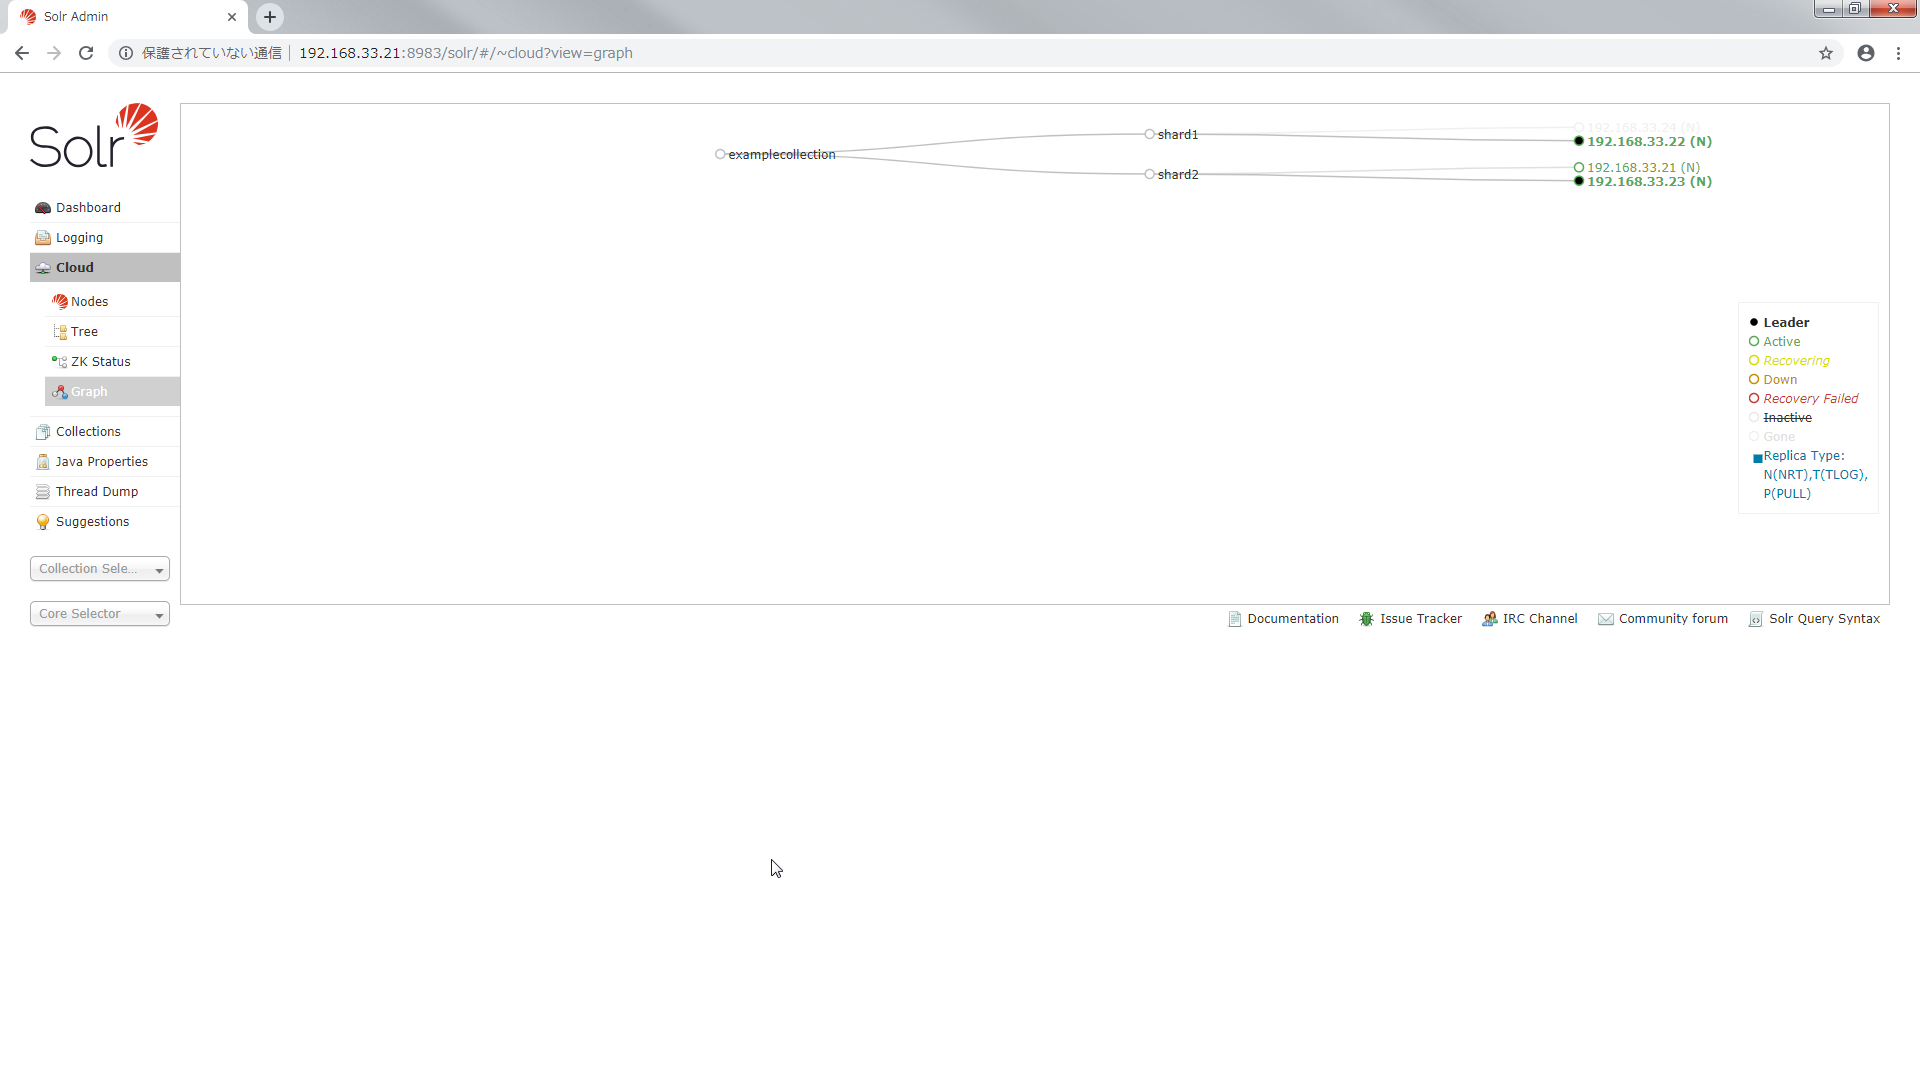 Solr Admin
保護されていない通信 192.168.33.21:8983/solr/#/~cloud?view=graph
Solr
Dashboard
Logging
Cloud
Nodes
Tree
ZK Status
Graph
Collections
Java Properties
Thread Dump
Suggestions
Collection Sele...
Core Selector
examplecollection
shard1
shard2
192.168.33.24 (N)
192.168.33.22 (N)
192.168.33.21 (N)
192.168.33.23 (N)
Leader
Active
Recovering
Down
Recovery Failed
Inactive
Gone
Replica Type:
N(NRT),T(TLOG),
P(PULL)
Documentation Issue Tracker IRC Channel Community forum Solr Query Syntax